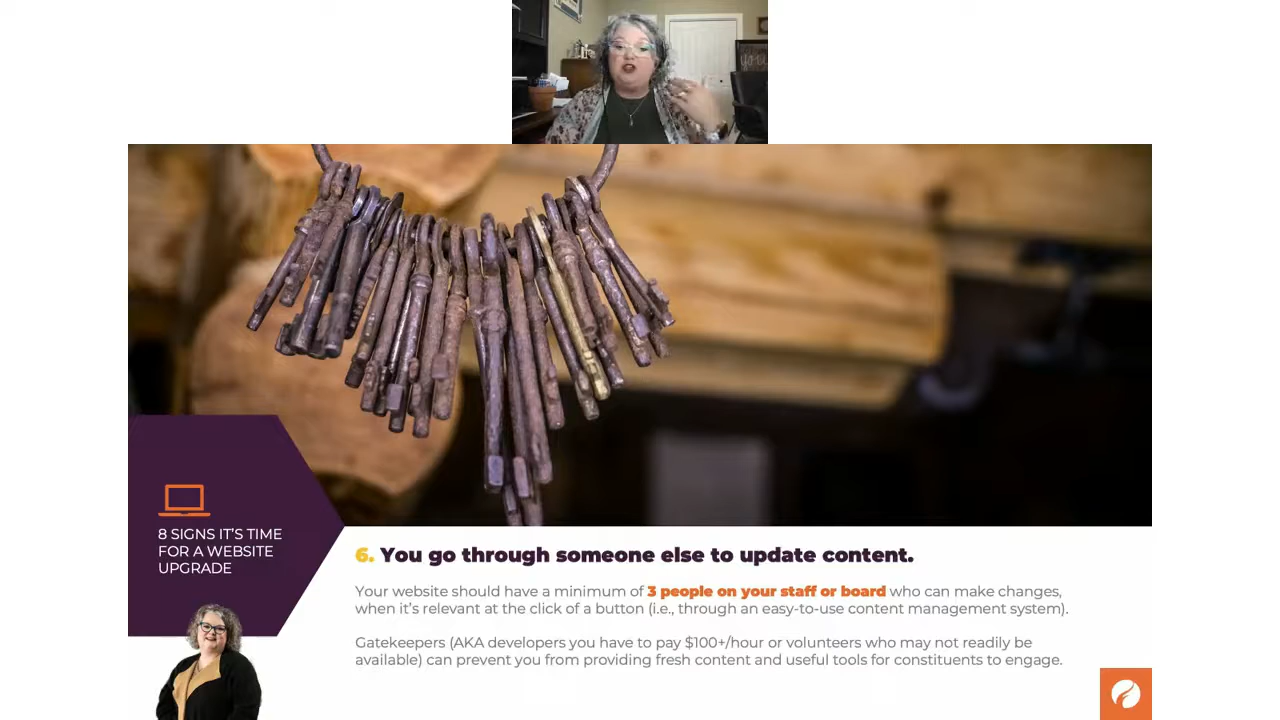 8 SIGNS IT'S TIME
FOR A WEBSITE
UPGRADE
6. You go through someone else to update content.
Your website should have a minimum of 3 people on your staff or board who can make changes,
when it's relevant at the click of a button (i.e., through an easy-to-use content management system).
Gatekeepers (AKA developers you have to pay $100+/hour or volunteers who may not readily be
available) can prevent you from providing fresh content and useful tools for constituents to engage.